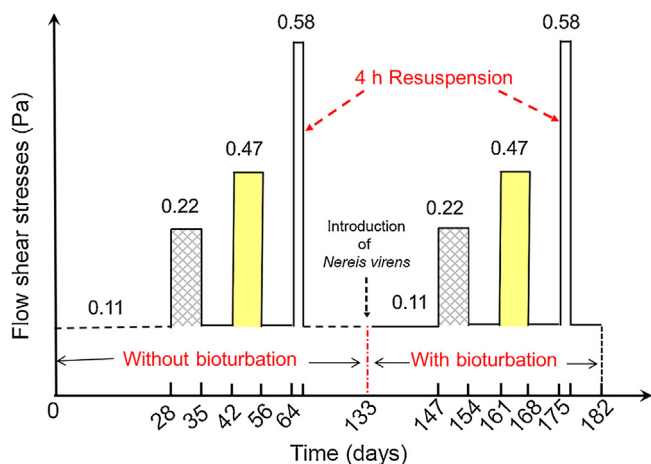 0.58
0.58
4 h Resuspension
0.47
0.47
0.22
0.22
Introduction
of
Nereis virens
0.11
0.11
Flow shear stresses (Pa)
Without bioturbation
With bioturbation
0
28
35
42
56
64
133
147
154
161
168
175
182
Time (days)